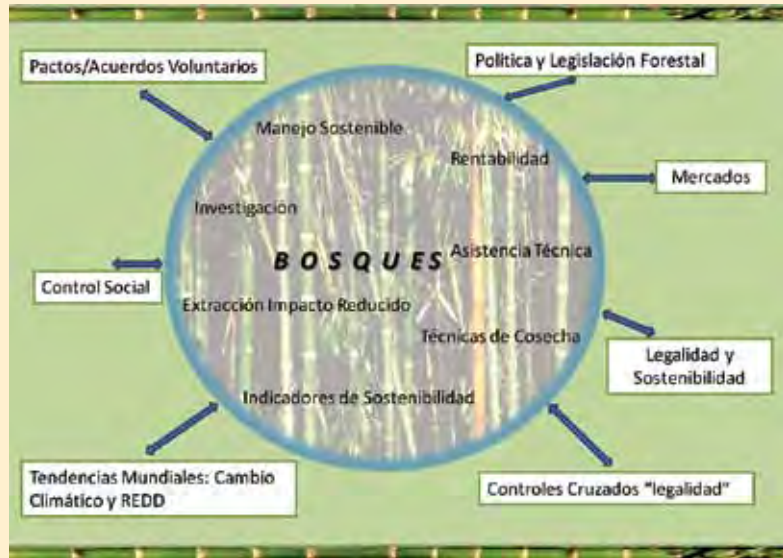 Pactos/Acuerdos Voluntarios
Política y Legislación Forestal
Manejo Sostenible
Rentabilidad
Mercados
Investigación
BOSQUES
Asistencia Técnica
Control Social
Extracción Impacto Reducido
Técnicas de Cosecha
Legalidad y
Sostenibilidad
Indicadores de Sostenibilidad
Tendencias Mundiales: Cambio
Climático y REDD
Controles Cruzados "legalidad"